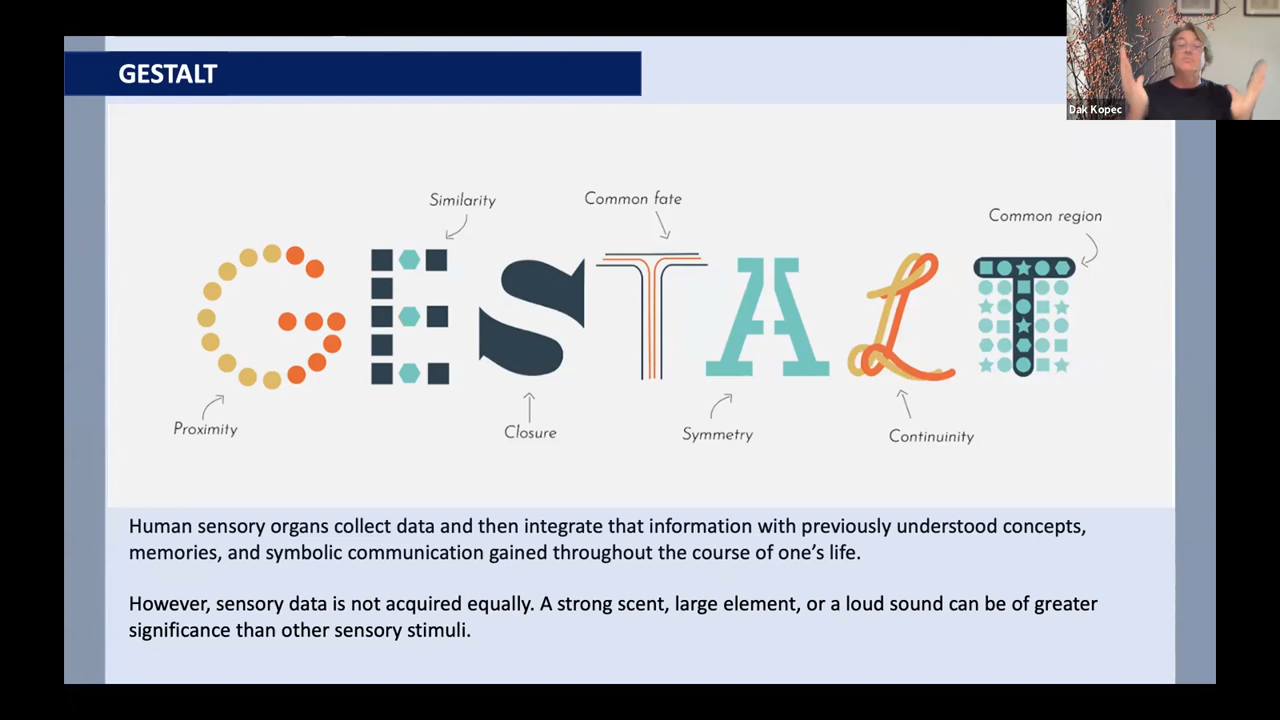 GESTALT
Dak Kopec
Similarity
Common fate
Common region
GESTALT
Proximity
Closure
Symmetry
Continuinity
Human sensory organs collect data and then integrate that information with previously understood concepts,
memories, and symbolic communication gained throughout the course of one’s life.
However, sensory data is not acquired equally. A strong scent, large element, or a loud sound can be of greater
significance than other sensory stimuli.